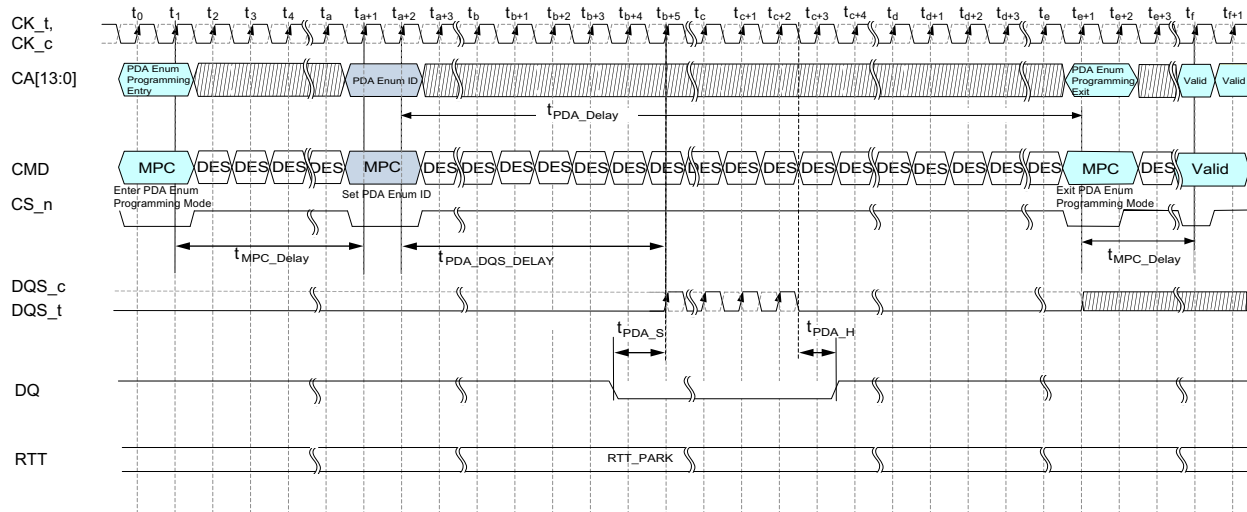 t0 t1 t2 t3 t4 ta ta+1 ta+2 ta+3 tb tb+1 tb+2 tb+3 tb+4 tb+5 tc tc+1 tc+2 tc+3 tc+4 td td+1 td+2 td+3 te te+1 te+2 te+3 tf tf+1
CK_t,
CK_c
CA[13:0]
PDA Enum
Programming
Entry
PDA Enum ID
PDA Enum
Programming
Exit
Valid Valid
tPDA_Delay
CMD
MPC DES DES DES DES MPC DES DES DES DES DES DES DES DES DES DES DES DES DES DES DES DES DES MPC DES Valid
Enter PDA Enum
Programming Mode
Set PDA Enum ID
Exit PDA Enum
Programming Mode
CS_n
tMPC_Delay
tPDA_DQS_DELAY
tMPC_Delay
DQS_c
DQS_t
tPDA_S
tPDA_H
DQ
RTT
RTT_PARK